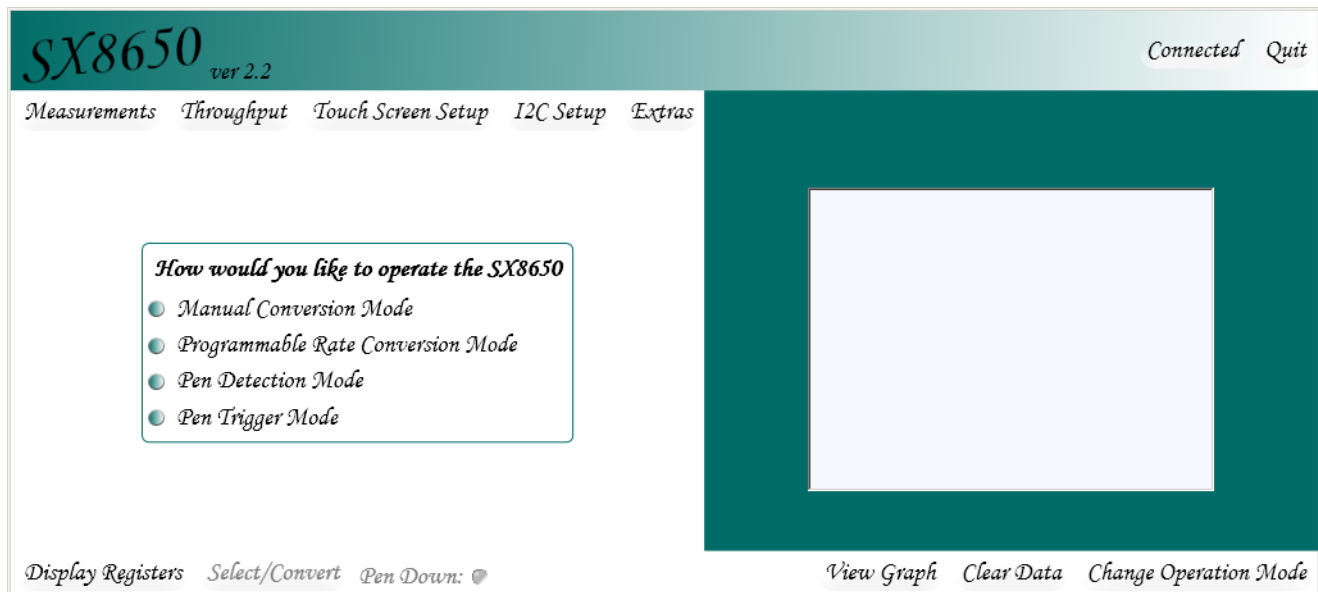 SX8650 ver 2.2
Connected Quit
Measurements Throughput Touch Screen Setup I2C Setup Extras
How would you like to operate the SX8650
Manual Conversion Mode
Programmable Rate Conversion Mode
Pen Detection Mode
Pen Trigger Mode
Display Registers Select/Convert Pen Down:
View Graph Clear Data Change Operation Mode